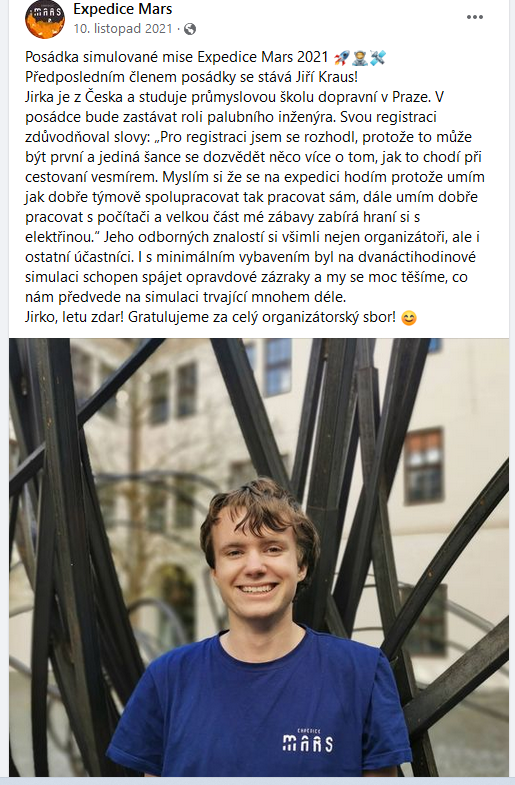 Expedice Mars
10. listopad 2021 ·
Posádka simulované mise Expedice Mars 2021 🚀👨‍🚀🛰️
Předposledním členem posádky se stává Jiří Kraus!
Jirka je z Česka a studuje průmyslovou školu dopravní v Praze. V
posádce bude zastávat roli palubního inženýra. Svou registraci
zdůvodňoval slovy: „Pro registraci jsem se rozhodl, protože to může
být první a jediná šance se dozvědět něco více o tom, jak to chodí při
cestování vesmírem. Myslím si že se na expedici hodím protože umím
jak dobře týmově spolupracovat tak pracovat sám, dále umím dobře
pracovat s počítači a velkou část mé zábavy zabírá hraní si s
elektřinou.“ Jeho odborných znalostí si všimli nejen organizátoři, ale i
ostatní účastníci. I s minimálním vybavením byl na dvanáctihodinové
simulaci schopen spájet opravdové zázraky a my se moc těšíme, co
nám předvede na simulaci trvající mnohem déle.
Jirko, letu zdar! Gratulujeme za celý organizátorský sbor! 😊
EXPEDICE
MARS